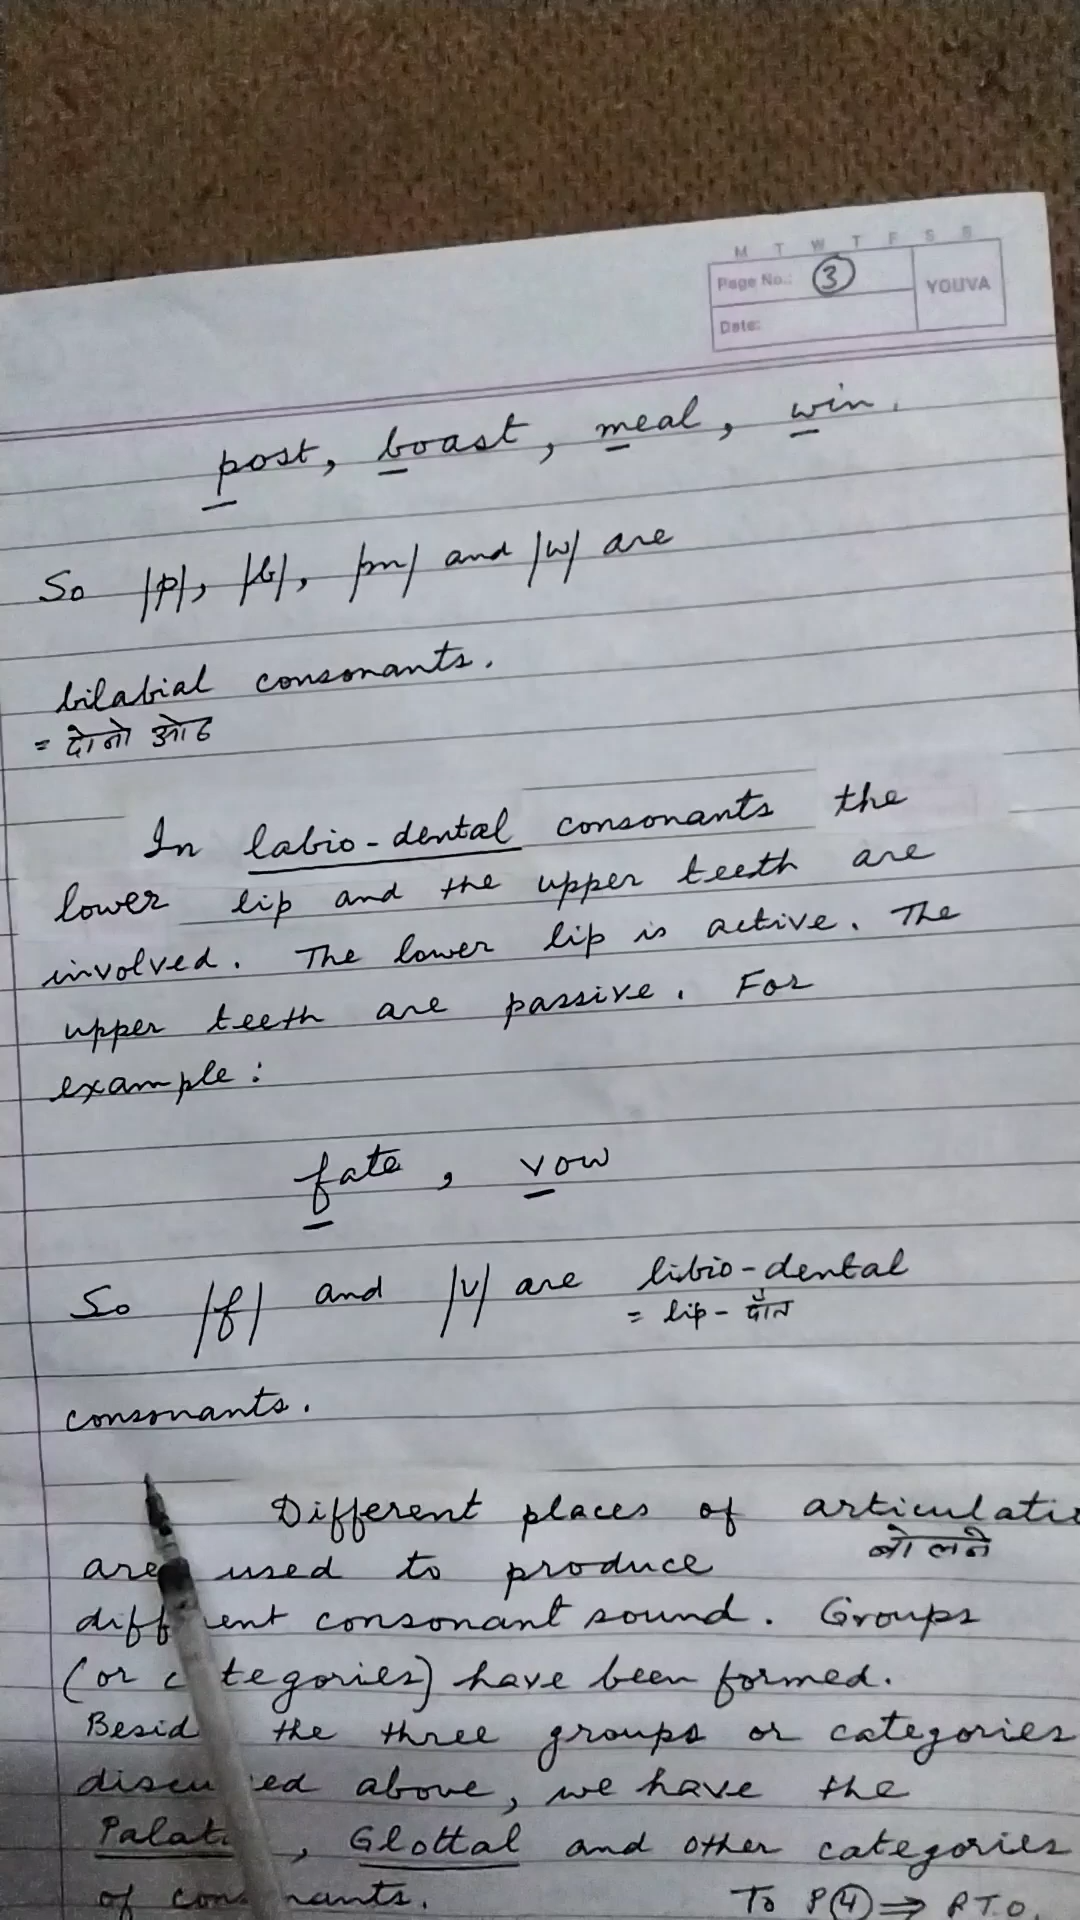 M T W T F S S
Page No.: 3
YOUVA
Date:
post, boast, meal, win.
So /p/, /b/, /m/ and /w/ are
bilabial consonants.
= दोनो ओठ
In labio-dental consonants the
lower lip and the upper teeth are
involved. The lower lip is active. The
upper teeth are passive. For
example:
fate, vow
So /f/ and /v/ are libio-dental
= lip-दाँत
consonants.
Different places of articulatio
बोलने
are used to produce
diff ent consonant sound. Groups
(or c tegories) have been formed.
Besid the three groups or categories
discu ed above, we have the
Palat , Glottal and other categories
of con nants. To P 4 ⇒ P.T.O.